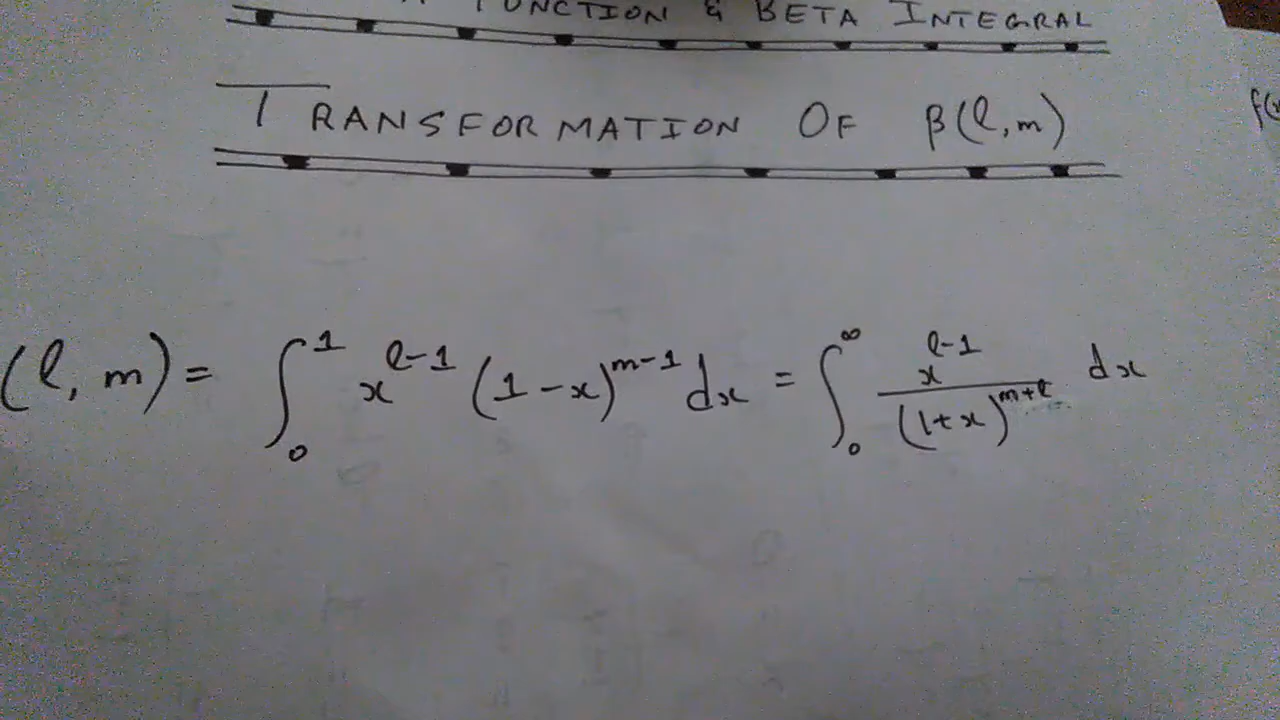 FUNCTION & BETA INTEGRAL
TRANSFORMATION OF β(l,m)
(l, m) = ∫₀¹ x^{l-1} (1-x)^{m-1} dx = ∫₀^∞ x^{l-1} / (1+x)^{m+l} dx